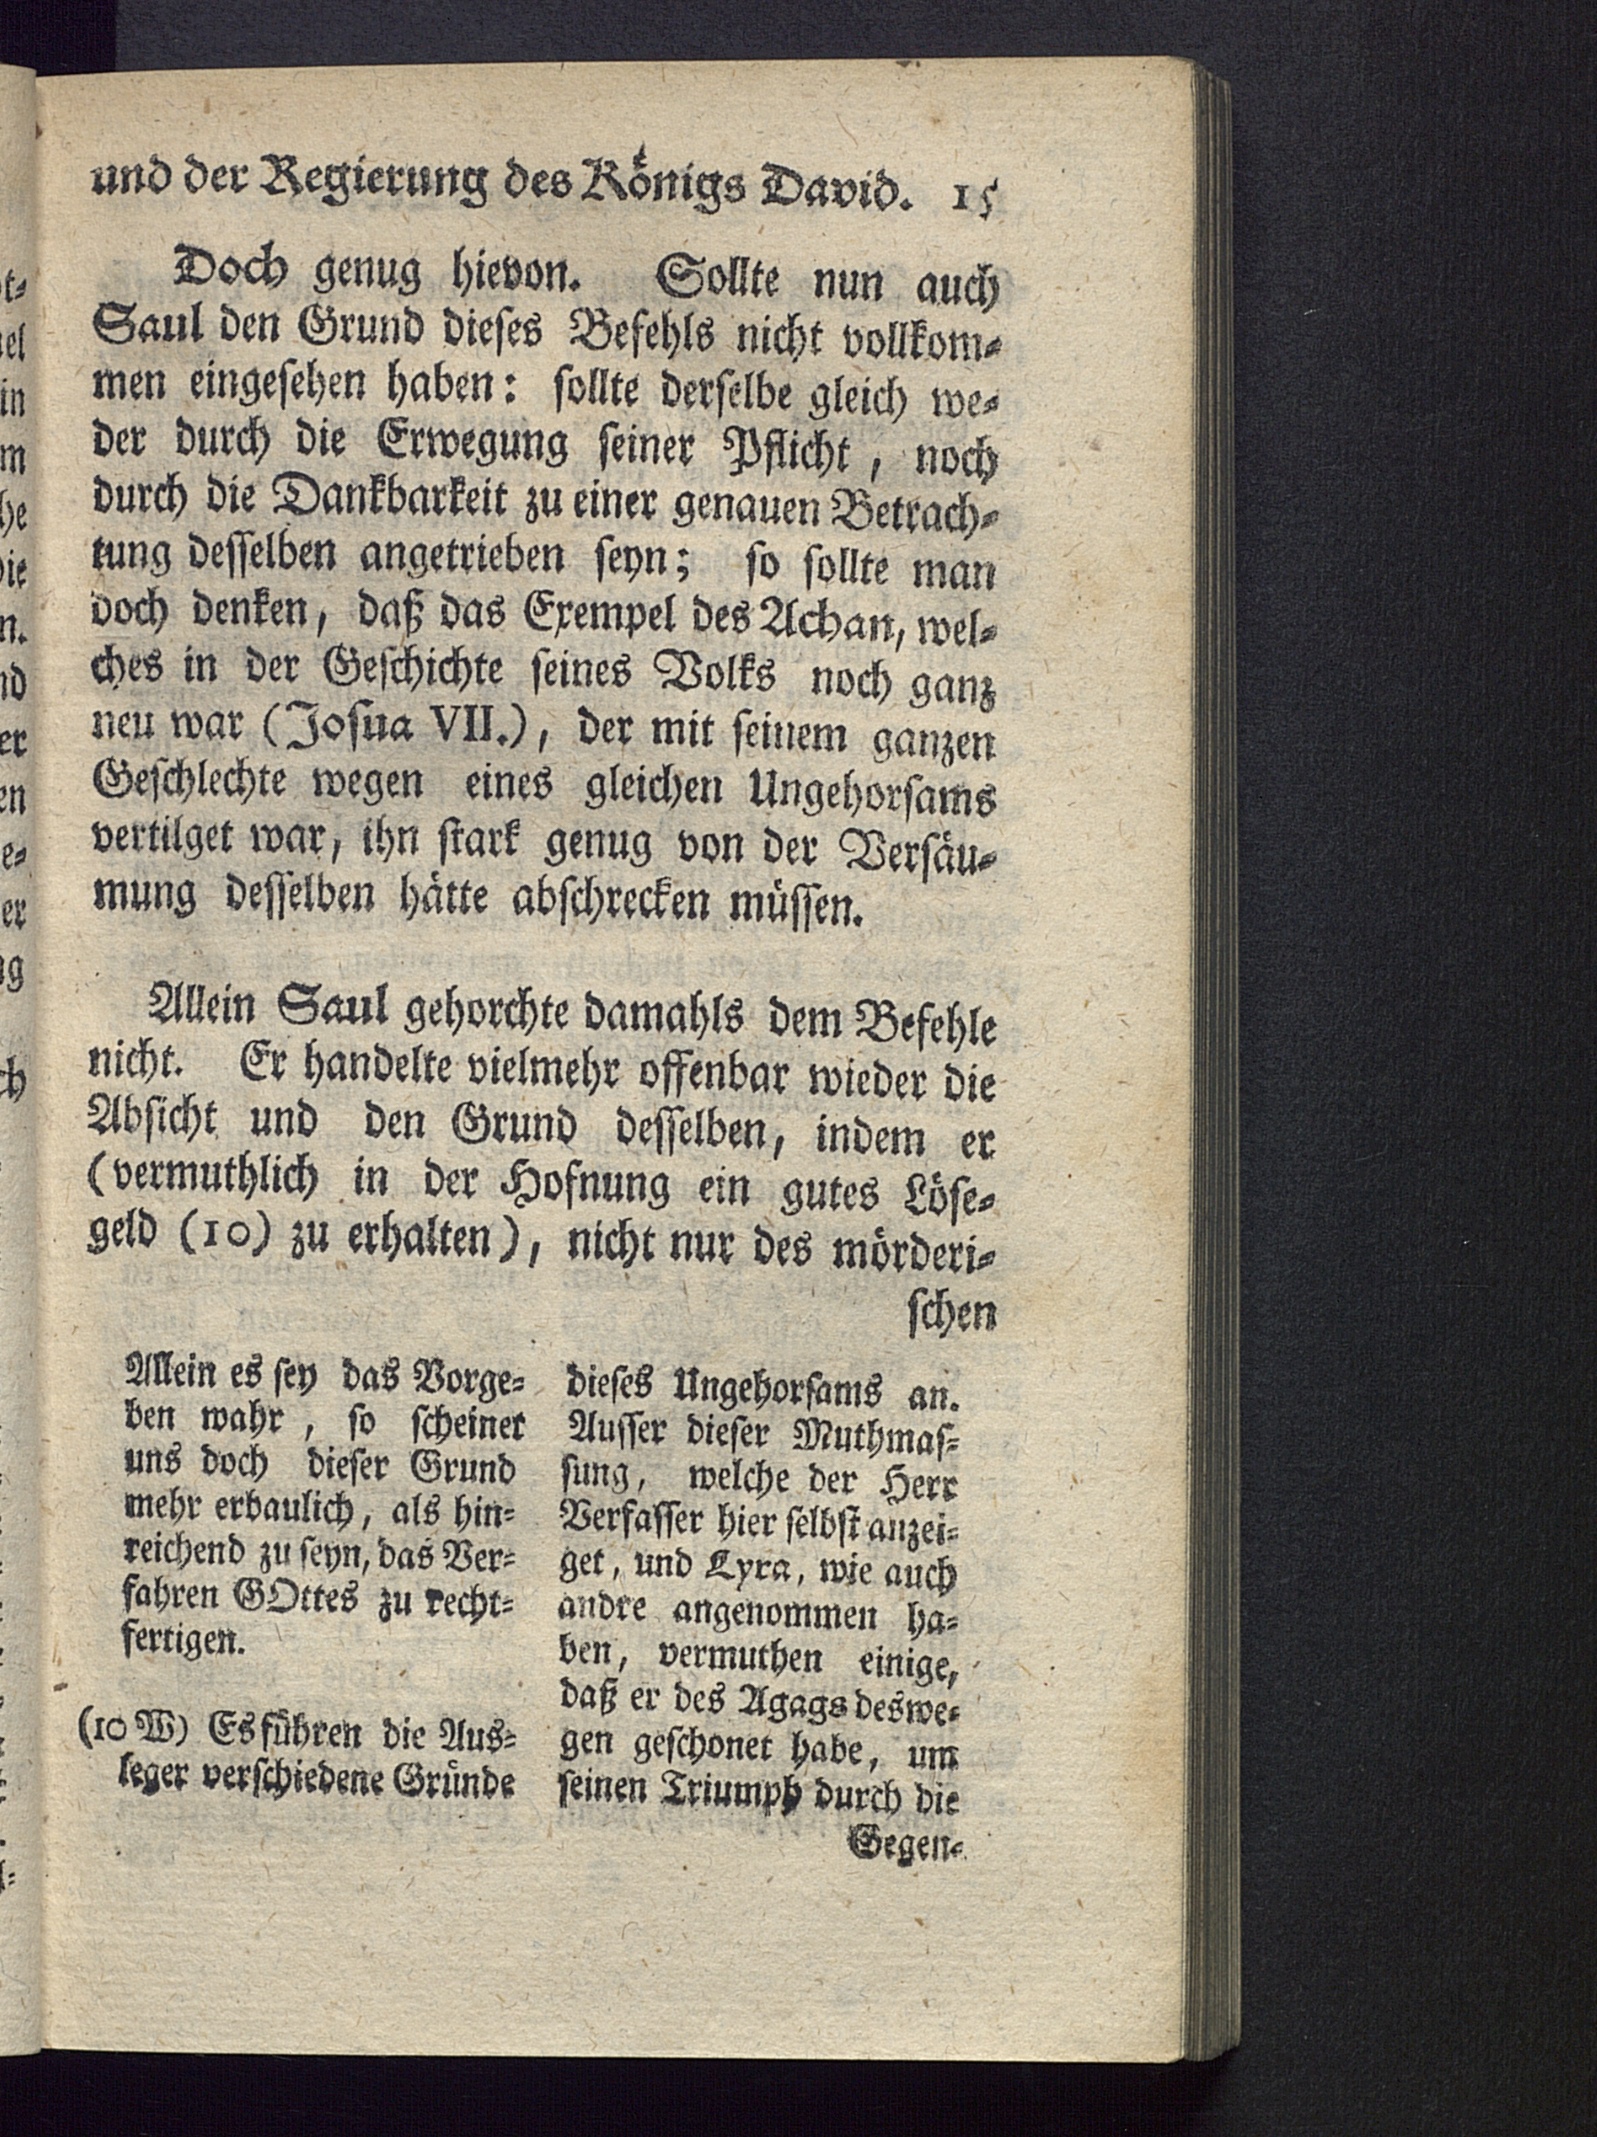 und der Regierung des Königs David. 15
Doch genug hievon. Sollte nun auch
Saul den Grund dieses Befehls nicht vollkom-
men eingesehen haben: sollte derselbe gleich we-
der durch die Erwegung seiner Pflicht, noch
durch die Dankbarkeit zu einer genauen Betrach-
tung desselben angetrieben seyn; so sollte man
doch denken, daß das Exempel des Achan, wel-
ches in der Geschichte seines Volks noch ganz
neu war (Josua VII.), der mit seinem ganzen
Geschlechte wegen eines gleichen Ungehorsams
vertilget war, ihn stark genug von der Versäu-
mung desselben hätte abschrecken müssen.
Allein Saul gehorchte damahls dem Befehle
nicht. Er handelte vielmehr offenbar wieder die
Absicht und den Grund desselben, indem er
(vermuthlich in der Hofnung ein gutes Löse-
geld (10) zu erhalten), nicht nur des mörderi-
schen
Allein es sey das Vorge-
ben wahr, so scheinet
uns doch dieser Grund
mehr erbaulich, als hin-
reichend zu seyn, das Ver-
fahren GOttes zu recht-
fertigen.
(10 W) Es führen die Aus-
leger verschiedene Gründe
dieses Ungehorsams an.
Ausser dieser Muthmas-
sung, welche der Herr
Verfasser hier selbst anzei-
get, und Lyra, wie auch
andre angenommen ha-
ben, vermuthen einige,
daß er des Agags deswe-
gen geschonet habe, um
seinen Triumph durch die
Gegen-